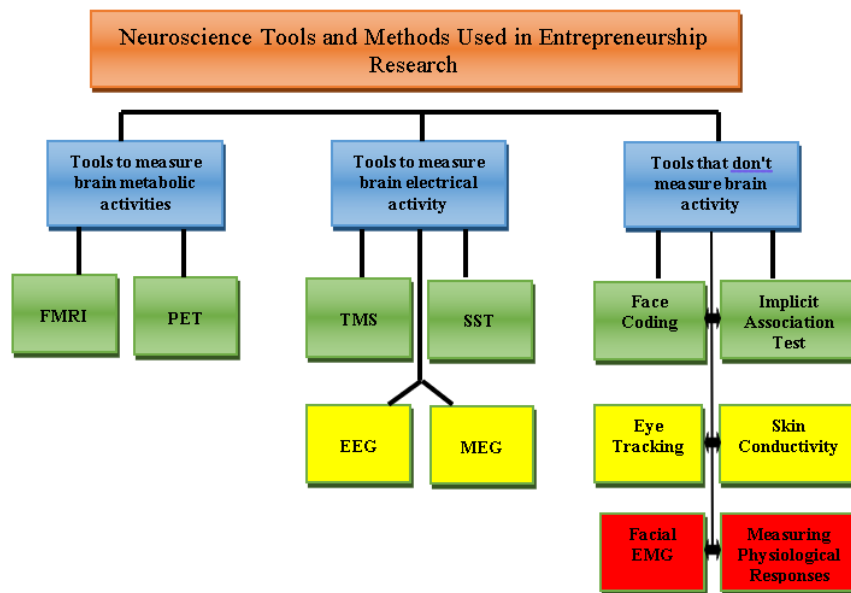 Neuroscience Tools and Methods Used in Entrepreneurship
Research
Tools to measure
brain metabolic
activities
Tools to measure
brain electrical
activity
Tools that don't
measure brain
activity
FMRI
PET
TMS
SST
Face
Coding
Implicit
Association
Test
EEG
MEG
Eye
Tracking
Skin
Conductivity
Facial
EMG
Measuring
Physiological
Responses